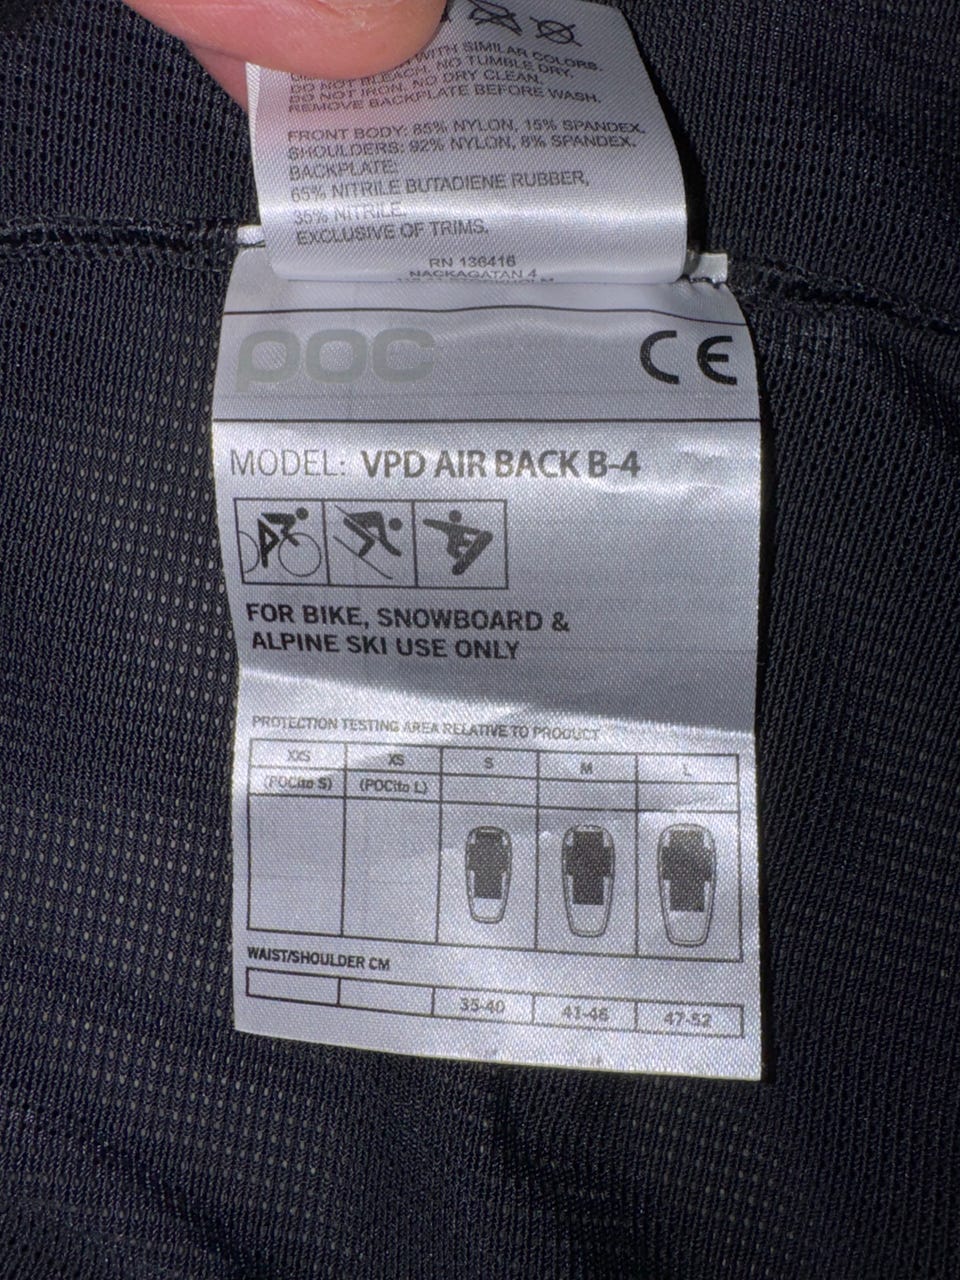 WITH SIMILAR COLORS.
DO NOT BLEACH. NO TUMBLE DRY.
DO NOT IRON. NO DRY CLEAN.
REMOVE BACKPLATE BEFORE WASH.
FRONT BODY: 85% NYLON, 15% SPANDEX.
SHOULDERS: 92% NYLON, 8% SPANDEX.
BACKPLATE:
65% NITRILE BUTADIENE RUBBER,
35% NITRILE.
EXCLUSIVE OF TRIMS.
RN 136416
NACKAGATAN 4
POC CE
MODEL: VPD AIR BACK B-4
FOR BIKE, SNOWBOARD &
ALPINE SKI USE ONLY
PROTECTION TESTING AREA RELATIVE TO PRODUCT
XXS XS S M L
(POCito S) (POCito L)
WAIST/SHOULDER CM
35-40 41-46 47-52